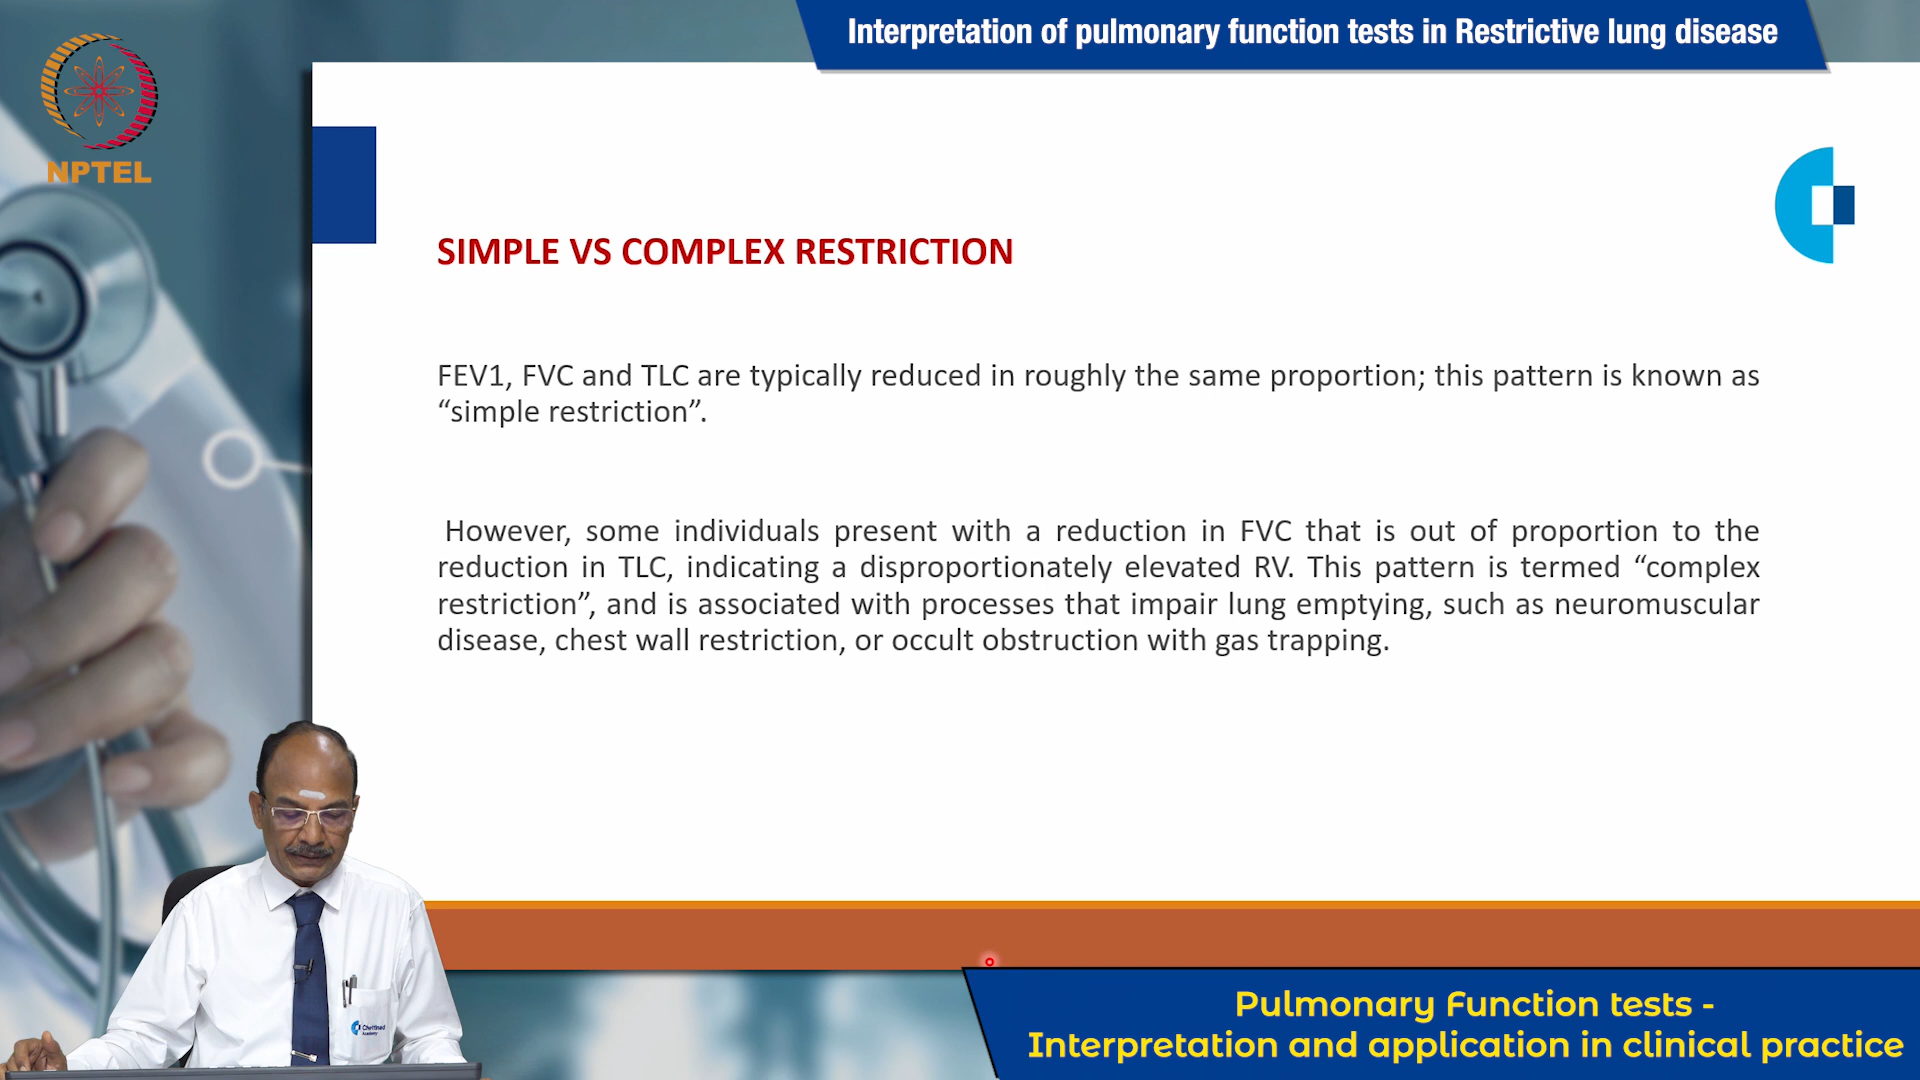 Interpretation of pulmonary function tests in Restrictive lung disease
NPTEL
SIMPLE VS COMPLEX RESTRICTION
FEV1, FVC and TLC are typically reduced in roughly the same proportion; this pattern is known as
“simple restriction”.
However, some individuals present with a reduction in FVC that is out of proportion to the
reduction in TLC, indicating a disproportionately elevated RV. This pattern is termed “complex
restriction”, and is associated with processes that impair lung emptying, such as neuromuscular
disease, chest wall restriction, or occult obstruction with gas trapping.
Chettinad
Academy
Pulmonary Function tests -
Interpretation and application in clinical practice